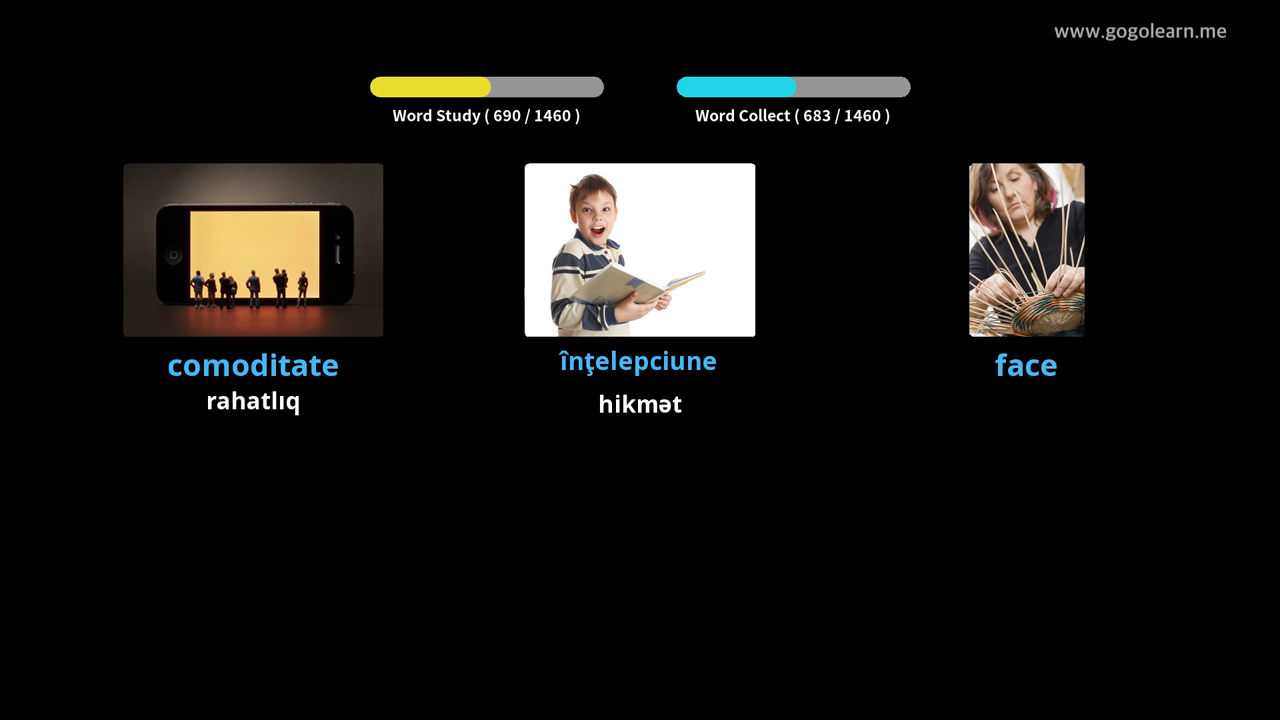 www.gogolearn.me
Word Study ( 690 / 1460 )
Word Collect ( 683 / 1460 )
comoditate
rahatlıq
înţelepciune
hikmət
face